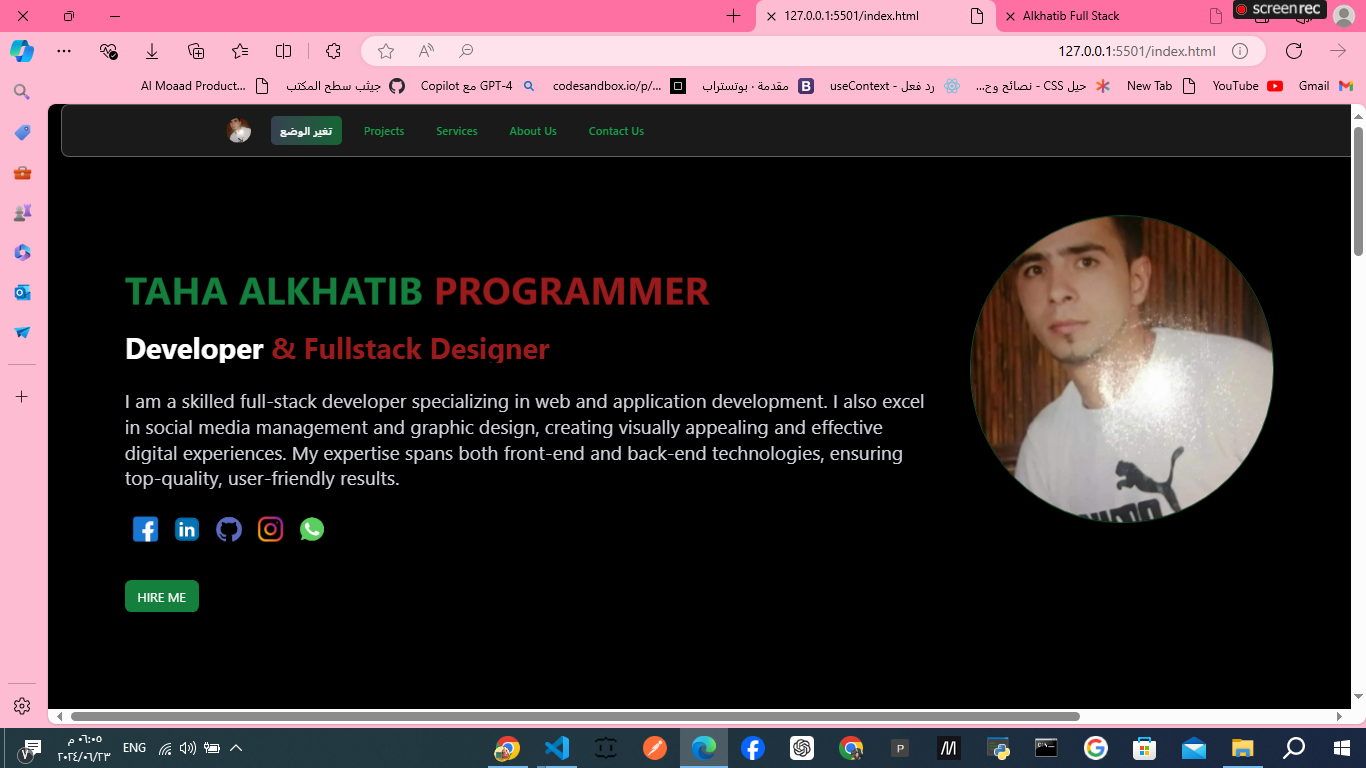 127.0.0.1:5501/index.html
Alkhatib Full Stack
screenrec
127.0.0.1:5501/index.html
Al Moaad Product...
جيثب سطح المكتب
Copilot مع GPT-4
codesandbox.io/p/...
مقدمة · بوتستراب
رد فعل - useContext
حيل CSS - نصائح وح...
New Tab
YouTube
Gmail
تغير الوضع
Projects
Services
About Us
Contact Us
TAHA ALKHATIB PROGRAMMER
Developer & Fullstack Designer
I am a skilled full-stack developer specializing in web and application development. I also excel
in social media management and graphic design, creating visually appealing and effective
digital experiences. My expertise spans both front-end and back-end technologies, ensuring
top-quality, user-friendly results.
HIRE ME
ENG
٠٦:٠٥ م
٢٠٢٤/٠٦/٢٣